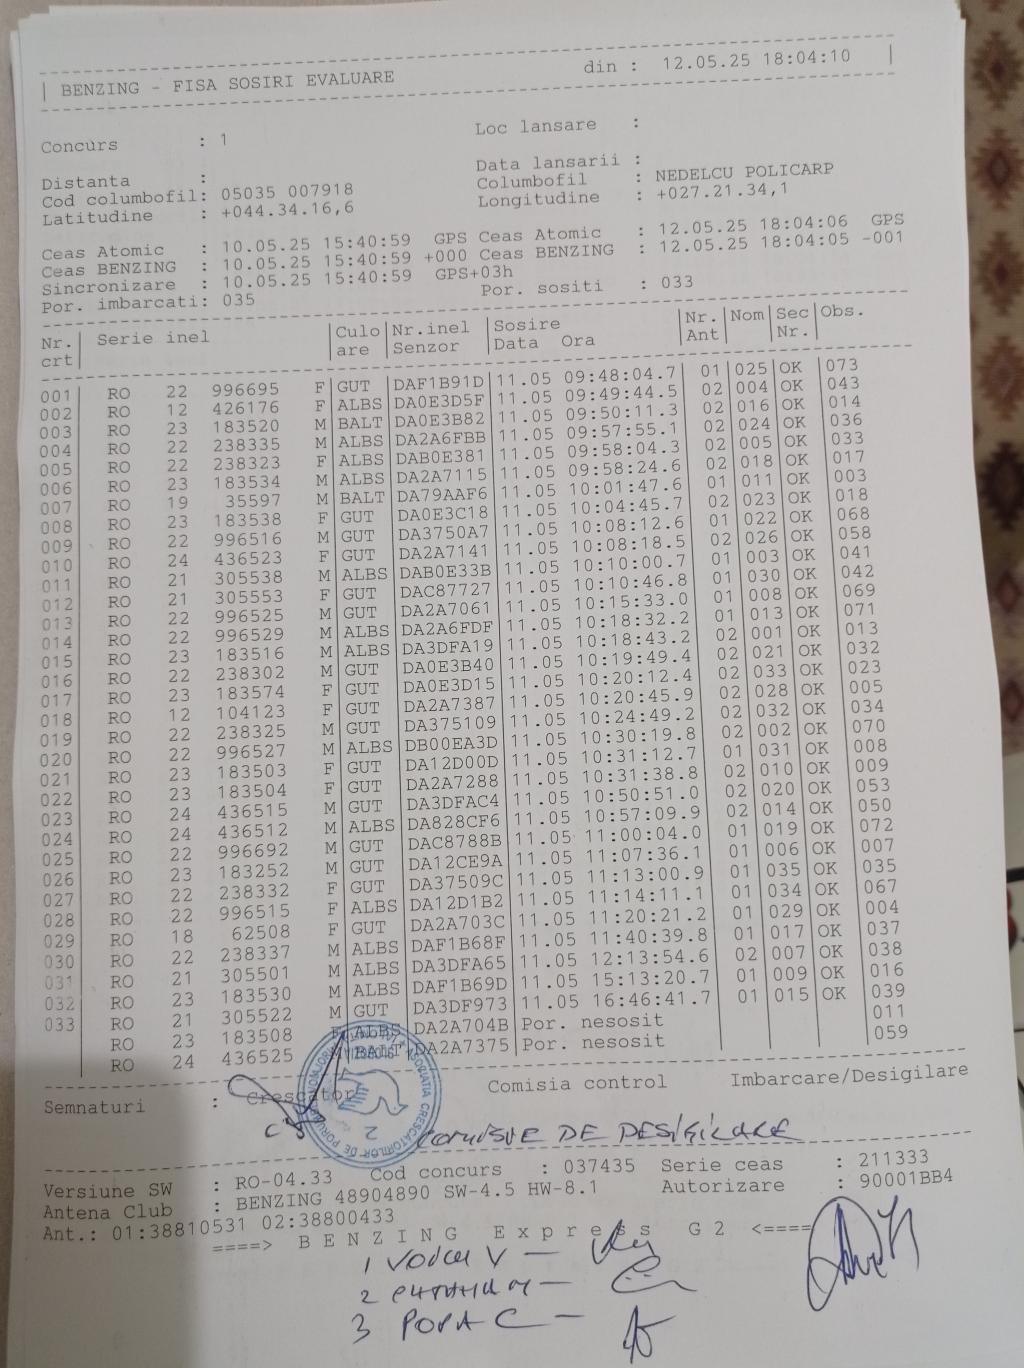 BENZING - FISA SOSIRI EVALUARE din : 12.05.25 18:04:10
Concurs : 1 Loc lansare :
Distanta : Data lansarii :
Cod columbofil: 05035 007918 Columbofil : NEDELCU POLICARP
Latitudine : +044.34.16,6 Longitudine : +027.21.34,1
Ceas Atomic : 10.05.25 15:40:59 GPS Ceas Atomic : 12.05.25 18:04:06 GPS
Ceas BENZING : 10.05.25 15:40:59 +000 Ceas BENZING : 12.05.25 18:04:05 -001
Sincronizare : 10.05.25 15:40:59 GPS+03h
Por. imbarcati: 035 Por. sositi : 033
Nr. Serie inel Culo Nr.inel Sosire Nr. Nom Sec Obs.
crt are Senzor Data Ora Ant Nr.
001 RO 22 996695 F GUT DAF1B91D 11.05 09:48:04.7 01 025 OK 073
002 RO 12 426176 F ALBS DA0E3D5F 11.05 09:49:44.5 02 004 OK 043
003 RO 23 183520 M BALT DA0E3B82 11.05 09:50:11.3 02 016 OK 014
004 RO 22 238335 M ALBS DA2A6FBB 11.05 09:57:55.1 02 024 OK 036
005 RO 22 238323 F ALBS DAB0E381 11.05 09:58:04.3 02 005 OK 033
006 RO 23 183534 M ALBS DA2A7115 11.05 09:58:24.6 02 018 OK 017
007 RO 19 35597 M BALT DA79AAF6 11.05 10:01:47.6 01 011 OK 003
008 RO 23 183538 F GUT DA0E3C18 11.05 10:04:45.7 02 023 OK 018
009 RO 22 996516 M GUT DA3750A7 11.05 10:08:12.6 01 022 OK 068
010 RO 24 436523 F GUT DA2A7141 11.05 10:08:18.5 02 026 OK 058
011 RO 21 305538 M ALBS DAB0E33B 11.05 10:10:00.7 01 003 OK 041
012 RO 21 305553 F GUT DAC87727 11.05 10:10:46.8 01 030 OK 042
013 RO 22 996525 M GUT DA2A7061 11.05 10:15:33.0 01 008 OK 069
014 RO 22 996529 M ALBS DA2A6FDF 11.05 10:18:32.2 01 013 OK 071
015 RO 23 183516 M ALBS DA3DFA19 11.05 10:18:43.2 02 001 OK 013
016 RO 22 238302 M GUT DA0E3B40 11.05 10:19:49.4 02 021 OK 032
017 RO 23 183574 F GUT DA0E3D15 11.05 10:20:12.4 02 033 OK 023
018 RO 12 104123 F GUT DA2A7387 11.05 10:20:45.9 02 028 OK 005
019 RO 22 238325 M GUT DA375109 11.05 10:24:49.2 02 032 OK 034
020 RO 22 996527 M ALBS DB00EA3D 11.05 10:30:19.8 02 002 OK 070
021 RO 23 183503 F GUT DA12D00D 11.05 10:31:12.7 01 031 OK 008
022 RO 23 183504 F GUT DA2A7288 11.05 10:31:38.8 02 010 OK 009
023 RO 24 436515 M GUT DA3DFAC4 11.05 10:50:51.0 02 020 OK 053
024 RO 24 436512 M ALBS DA828CF6 11.05 10:57:09.9 02 014 OK 050
025 RO 22 996692 M GUT DAC8788B 11.05 11:00:04.0 01 019 OK 072
026 RO 23 183252 M GUT DA12CE9A 11.05 11:07:36.1 01 006 OK 007
027 RO 22 238332 F GUT DA37509C 11.05 11:13:00.9 01 035 OK 035
028 RO 22 996515 F ALBS DA12D1B2 11.05 11:14:11.1 01 034 OK 067
029 RO 18 62508 F GUT DA2A703C 11.05 11:20:21.2 01 029 OK 004
030 RO 22 238337 M ALBS DAF1B68F 11.05 11:40:39.8 01 017 OK 037
031 RO 21 305501 M ALBS DA3DFA65 11.05 12:13:54.6 02 007 OK 038
032 RO 23 183530 M ALBS DAF1B69D 11.05 15:13:20.7 01 009 OK 016
033 RO 21 305522 M GUT DA3DF973 11.05 16:46:41.7 01 015 OK 039
RO 23 183508 F ALBS DA2A704B Por. nesosit 011
RO 24 436525 M BALT DA2A7375 Por. nesosit 059
Semnaturi : Crescator Comisia control Imbarcare/Desigilare
DE DESIGILARE
Versiune SW : RO-04.33 Cod concurs : 037435 Serie ceas : 211333
Antena Club : BENZING 48904890 SW-4.5 HW-8.1 Autorizare : 90001BB4
Ant.: 01:38810531 02:38800433
====> B E N Z I N G E x p r e s s G 2 <====
3 POPA C -